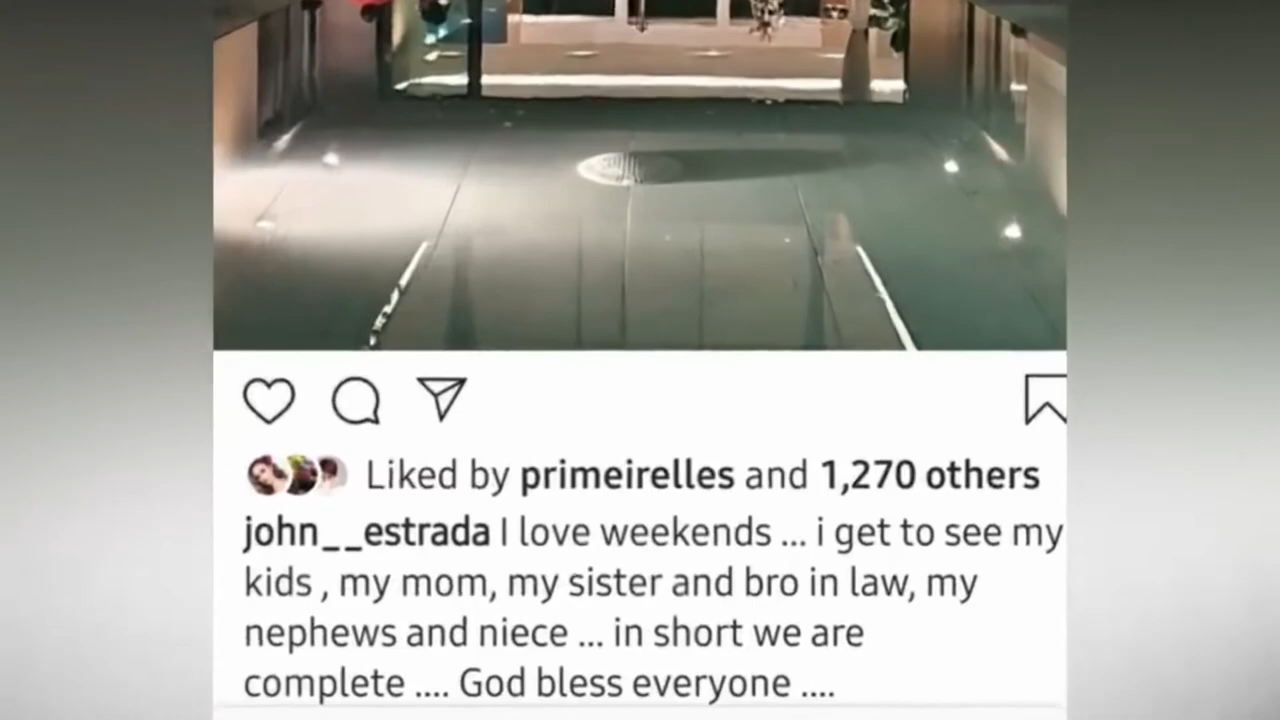 Liked by primeirelles and 1,270 others
john__estrada I love weekends ... i get to see my
kids , my mom, my sister and bro in law, my
nephews and niece ... in short we are
complete .... God bless everyone ....